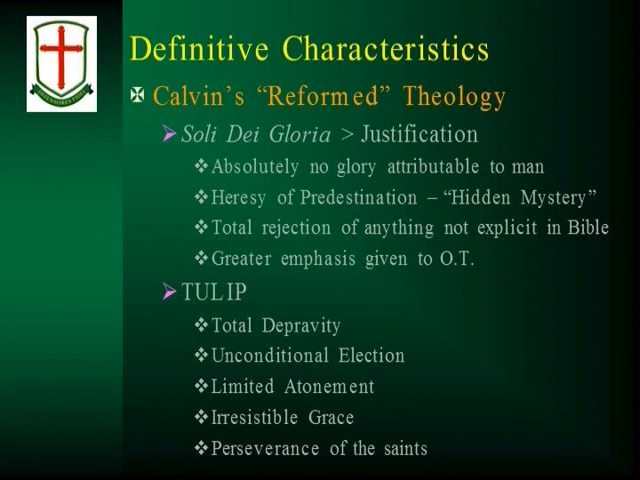 Definitive Characteristics
Calvin's “Reformed” Theology
Soli Dei Gloria > Justification
Absolutely no glory attributable to man
Heresy of Predestination – “Hidden Mystery”
Total rejection of anything not explicit in Bible
Greater emphasis given to O.T.
TULIP
Total Depravity
Unconditional Election
Limited Atonement
Irresistible Grace
Perseverance of the saints